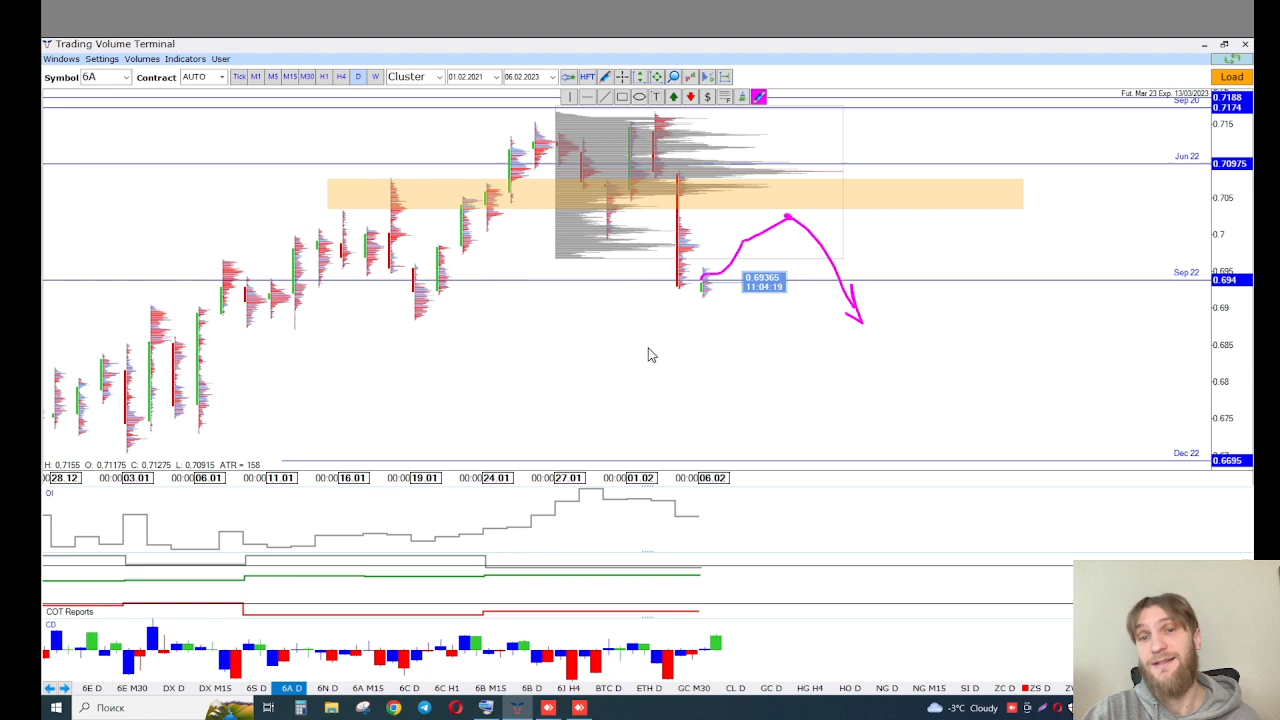 Trading Volume Terminal
Windows Settings Volumes Indicators User
Symbol 6A Contract AUTO Tick M1 M5 M15 M30 H1 H4 D W Cluster 01.02.2021 06.02.2023 HFT Load
T $
Fut. Mar 23 Exp. 13/03/2023
0.7188
Sep 20
0.7174
0.715
Jun 22 0.70975
0.705
0.7
0.695
Sep 22 0.694
0.69365
11:04:19
0.69
0.685
0.68
0.675
Dec 22 0.6695
H: 0,7155 O: 0,71175 C: 0,71275 L: 0,70915 ATR = 158
28.12 00:00 03.01 00:00 06.01 00:00 11.01 00:00 16.01 00:00 19.01 00:00 24.01 00:00 27.01 00:00 01.02 00:00 06.02
OI
COT Reports
CD
6E D 6E M30 DX D DX M15 6S D 6A D 6N D 6A M15 6C D 6C H1 6B M15 6B D 6J H4 BTC D ETH D GC M30 CL D GC D HG H4 HO D NG D NG M15 SI D ZC D ZS D
Поиск -3°C Cloudy